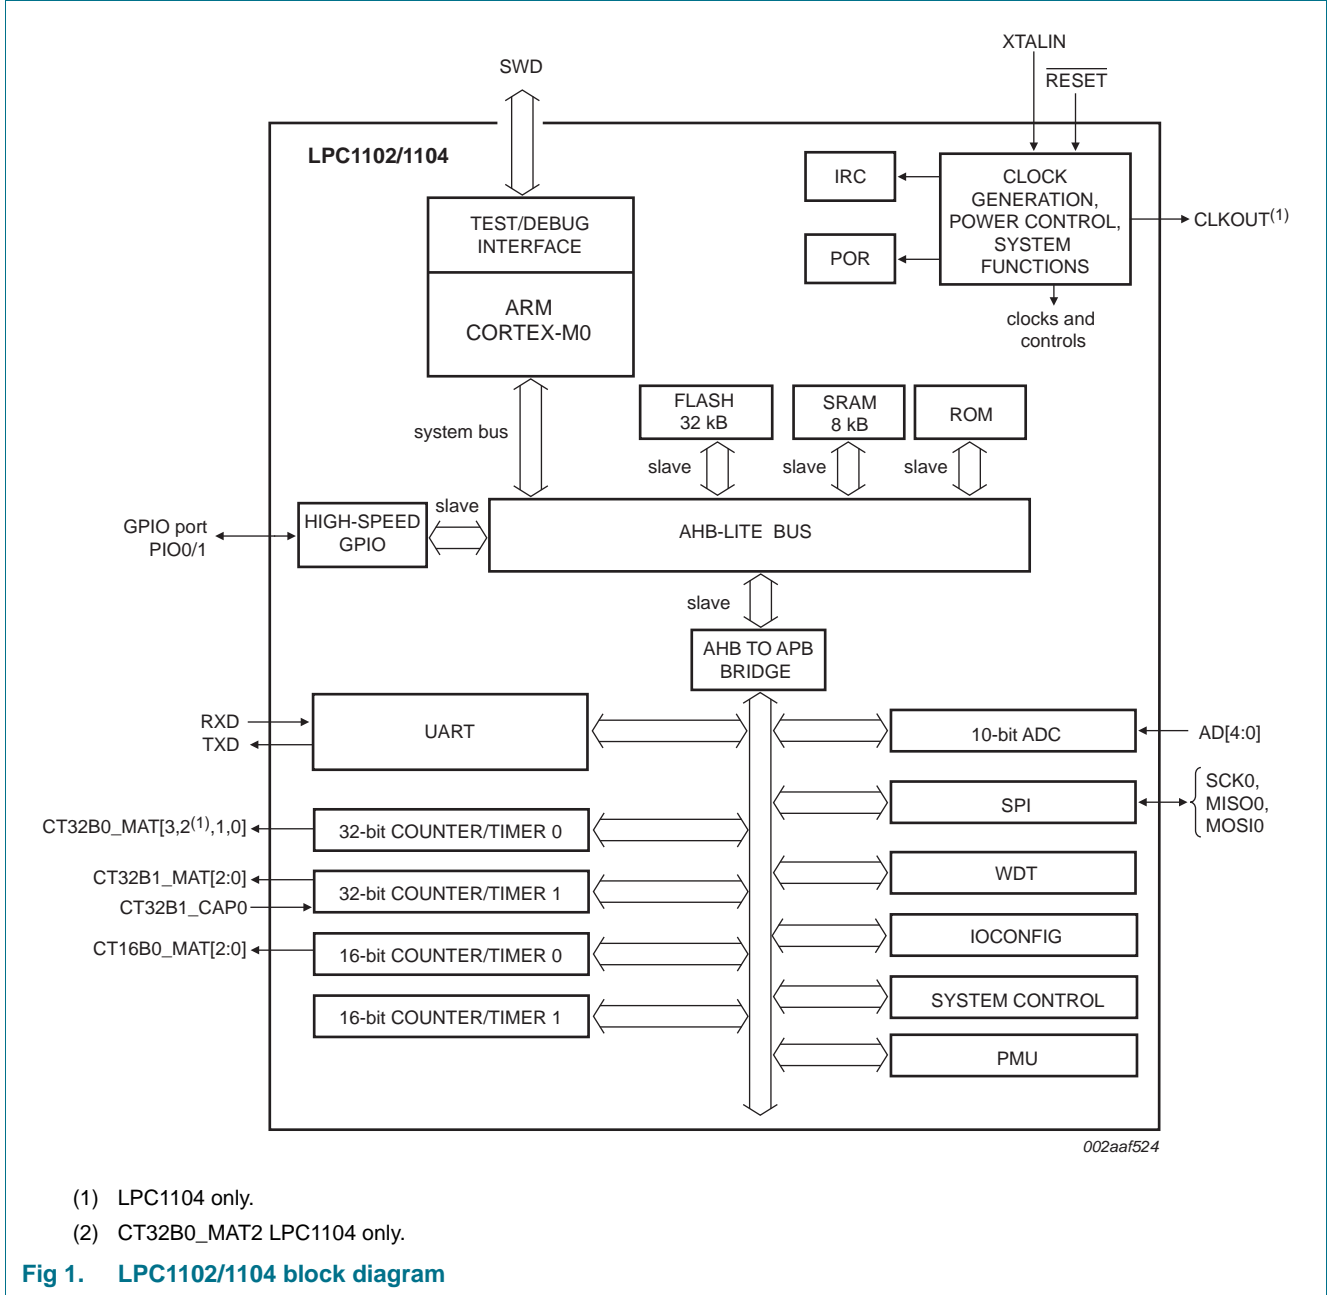 XTALIN
SWD
RESET
LPC1102/1104
IRC
CLOCK
GENERATION,
POWER CONTROL,
SYSTEM
FUNCTIONS
CLKOUT(1)
POR
TEST/DEBUG
INTERFACE
ARM
CORTEX-M0
clocks and
controls
FLASH
32 kB
SRAM
8 kB
ROM
system bus
slave
slave
slave
slave
GPIO port
PIO0/1
HIGH-SPEED
GPIO
AHB-LITE BUS
slave
AHB TO APB
BRIDGE
RXD
TXD
UART
10-bit ADC
AD[4:0]
SPI
SCK0,
MISO0,
MOSI0
CT32B0_MAT[3,2(1),1,0]
32-bit COUNTER/TIMER 0
WDT
CT32B1_MAT[2:0]
CT32B1_CAP0
32-bit COUNTER/TIMER 1
IOCONFIG
CT16B0_MAT[2:0]
16-bit COUNTER/TIMER 0
SYSTEM CONTROL
16-bit COUNTER/TIMER 1
PMU
002aaf524
(1) LPC1104 only.
(2) CT32B0_MAT2 LPC1104 only.
Fig 1. LPC1102/1104 block diagram